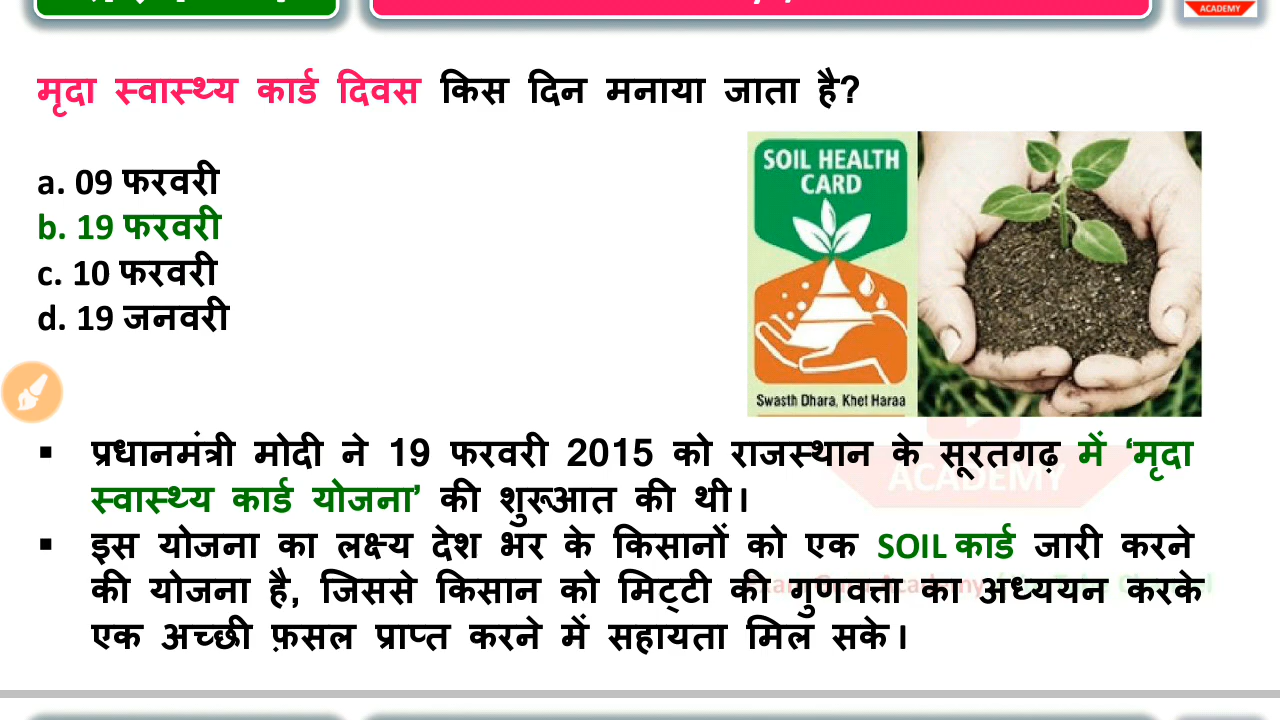 ACADEMY
मृदा स्वास्थ्य कार्ड दिवस किस दिन मनाया जाता है?
a. 09 फरवरी
b. 19 फरवरी
c. 10 फरवरी
d. 19 जनवरी
SOIL HEALTH
CARD
Swasth Dhara, Khet Haraa
▪ प्रधानमंत्री मोदी ने 19 फरवरी 2015 को राजस्थान के सूरतगढ़ में ‘मृदा
स्वास्थ्य कार्ड योजना’ की शुरूआत की थी।
ACADEMY
▪ इस योजना का लक्ष्य देश भर के किसानों को एक SOIL कार्ड जारी करने
की योजना है, जिससे किसान को मिट्टी की गुणवत्ता का अध्ययन करके
एक अच्छी फ़सल प्राप्त करने में सहायता मिल सके।